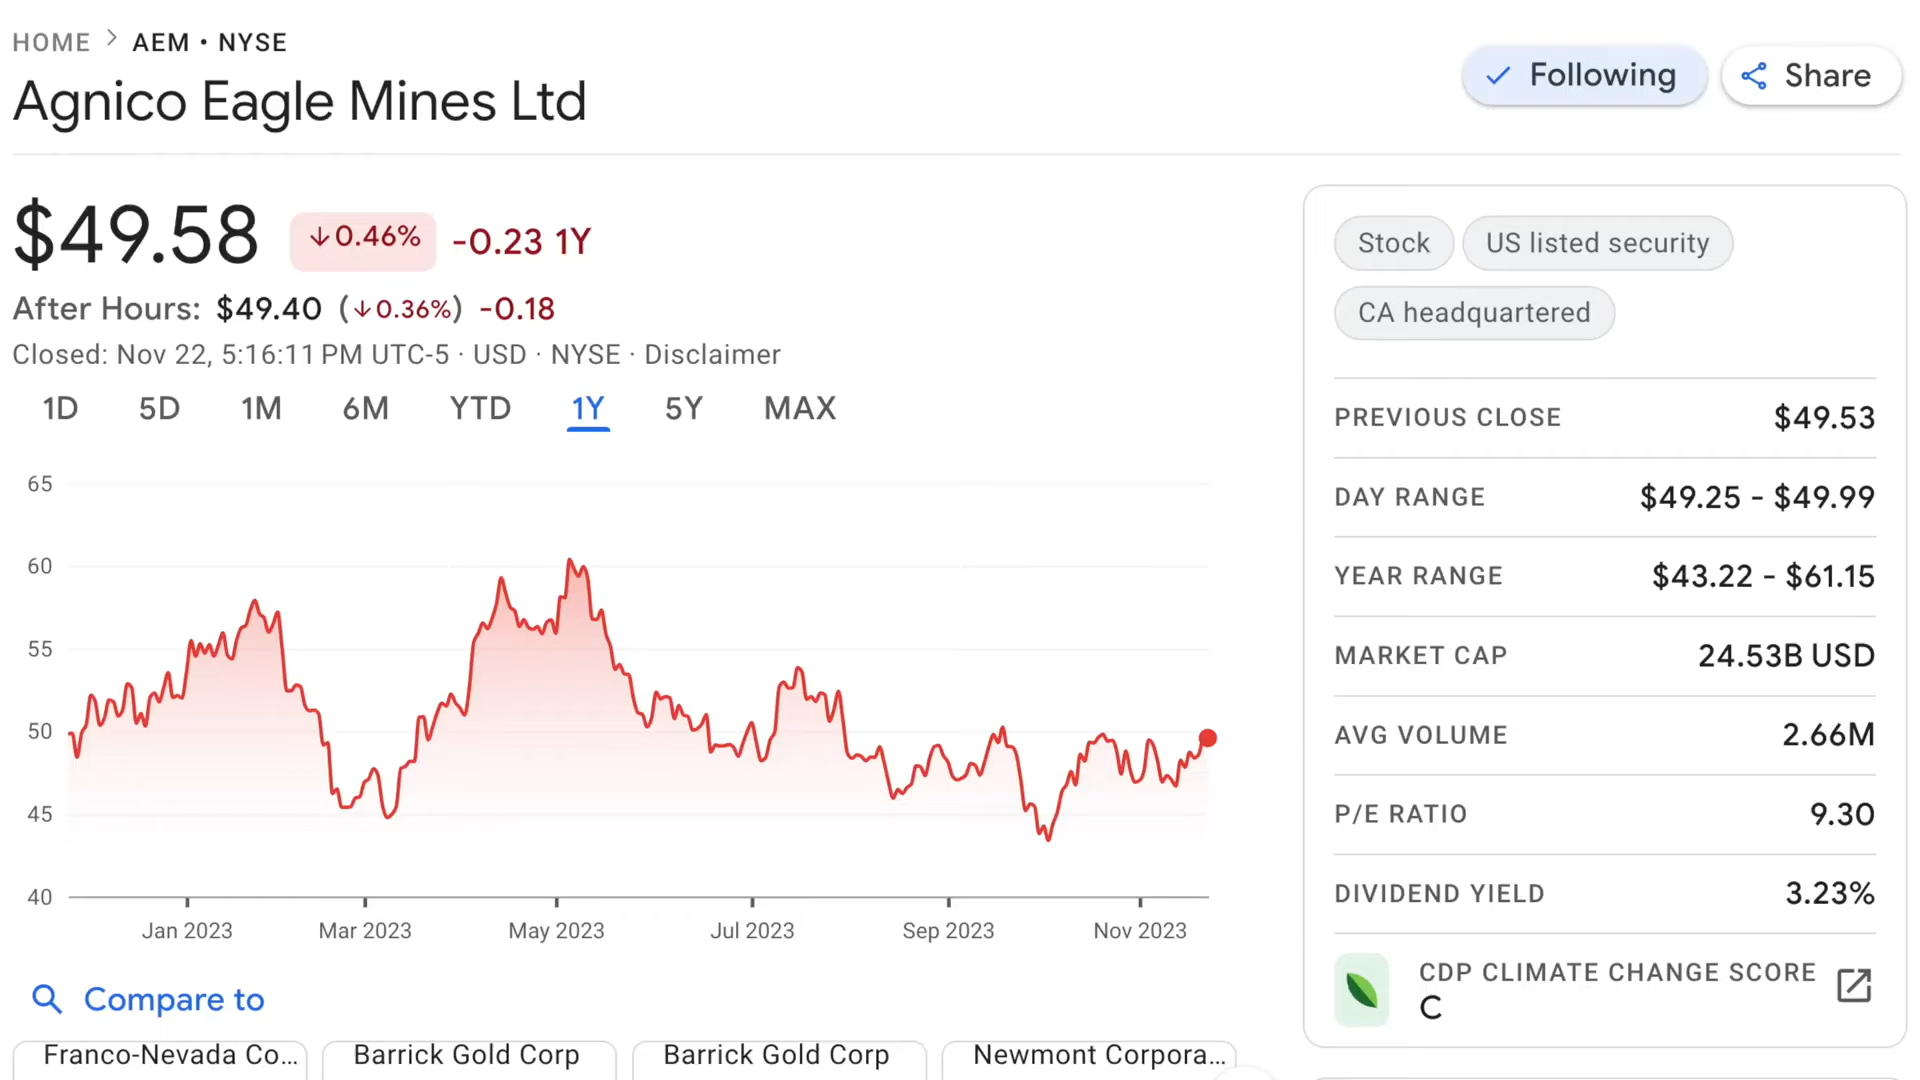 HOME > AEM • NYSE
Agnico Eagle Mines Ltd
Following
Share
$49.58 ↓0.46% -0.23 1Y
After Hours: $49.40 (↓0.36%) -0.18
Closed: Nov 22, 5:16:11 PM UTC-5 · USD · NYSE · Disclaimer
1D 5D 1M 6M YTD 1Y 5Y MAX
65
60
55
50
45
40
Jan 2023 Mar 2023 May 2023 Jul 2023 Sep 2023 Nov 2023
Compare to
Franco-Nevada Co... Barrick Gold Corp Barrick Gold Corp Newmont Corpora...
Stock US listed security
CA headquartered
PREVIOUS CLOSE $49.53
DAY RANGE $49.25 - $49.99
YEAR RANGE $43.22 - $61.15
MARKET CAP 24.53B USD
AVG VOLUME 2.66M
P/E RATIO 9.30
DIVIDEND YIELD 3.23%
CDP CLIMATE CHANGE SCORE
C